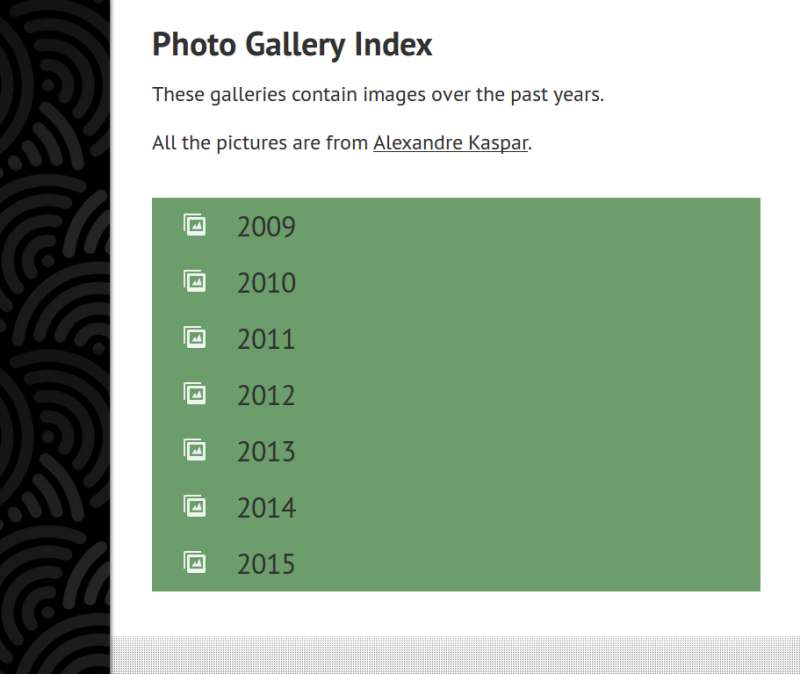 Photo Gallery Index
These galleries contain images over the past years.
All the pictures are from Alexandre Kaspar.
2009
2010
2011
2012
2013
2014
2015